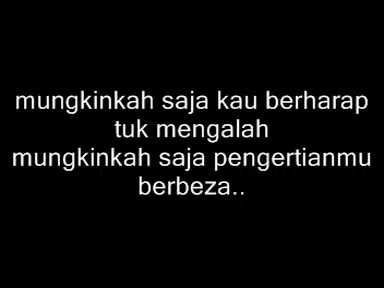 mungkinkah saja kau berharap
tuk mengalah
mungkinkah saja pengertianmu
berbeza..